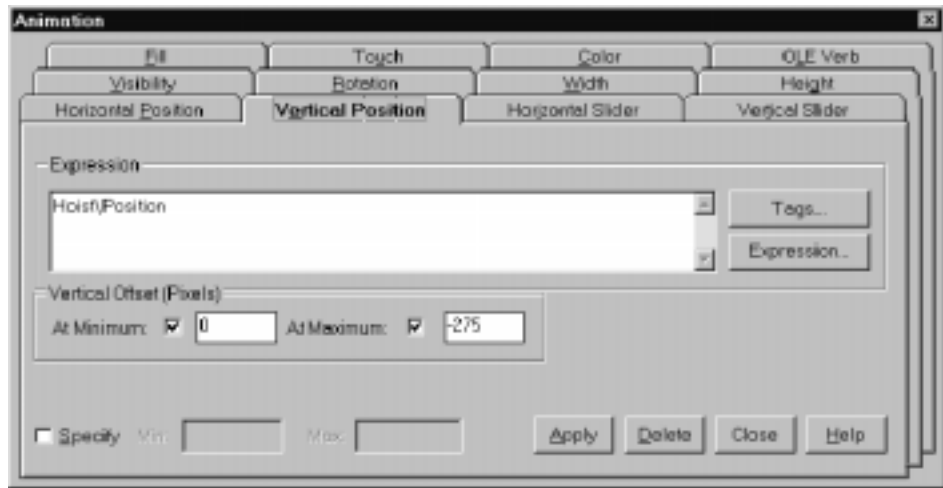 Animation
Fill Touch Color OLE Verb
Visibility Rotation Width Height
Horizontal Position Vertical Position Horizontal Slider Vertical Slider
Expression
Hoist\Position
Tags...
Expression...
Vertical Offset (Pixels)
At Minimum: 0 At Maximum: -275
Specify Min: Max: Apply Delete Close Help